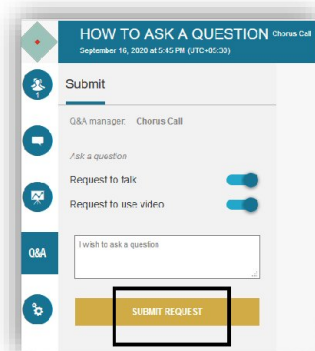 HOW TO ASK A QUESTION Chorus Call
September 16, 2020 at 5:45 PM (UTC+05:30)
1
Submit
Q&A manager: Chorus Call
Ask a question
Request to talk
Request to use video
I wish to ask a question
Q&A
SUBMIT REQUEST